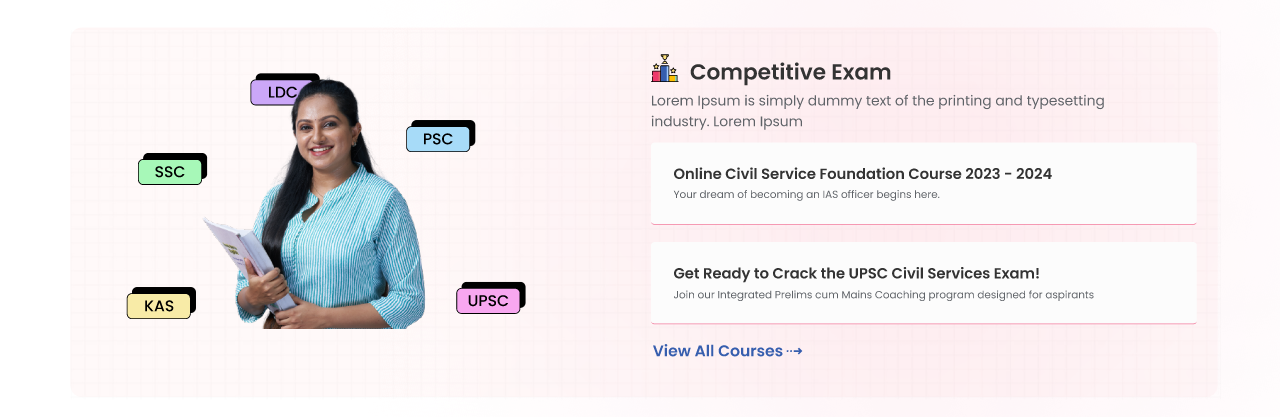 LDC
PSC
SSC
KAS
UPSC
Competitive Exam
Lorem Ipsum is simply dummy text of the printing and typesetting
industry. Lorem Ipsum
Online Civil Service Foundation Course 2023 - 2024
Your dream of becoming an IAS officer begins here.
Get Ready to Crack the UPSC Civil Services Exam!
Join our Integrated Prelims cum Mains Coaching program designed for aspirants
View All Courses